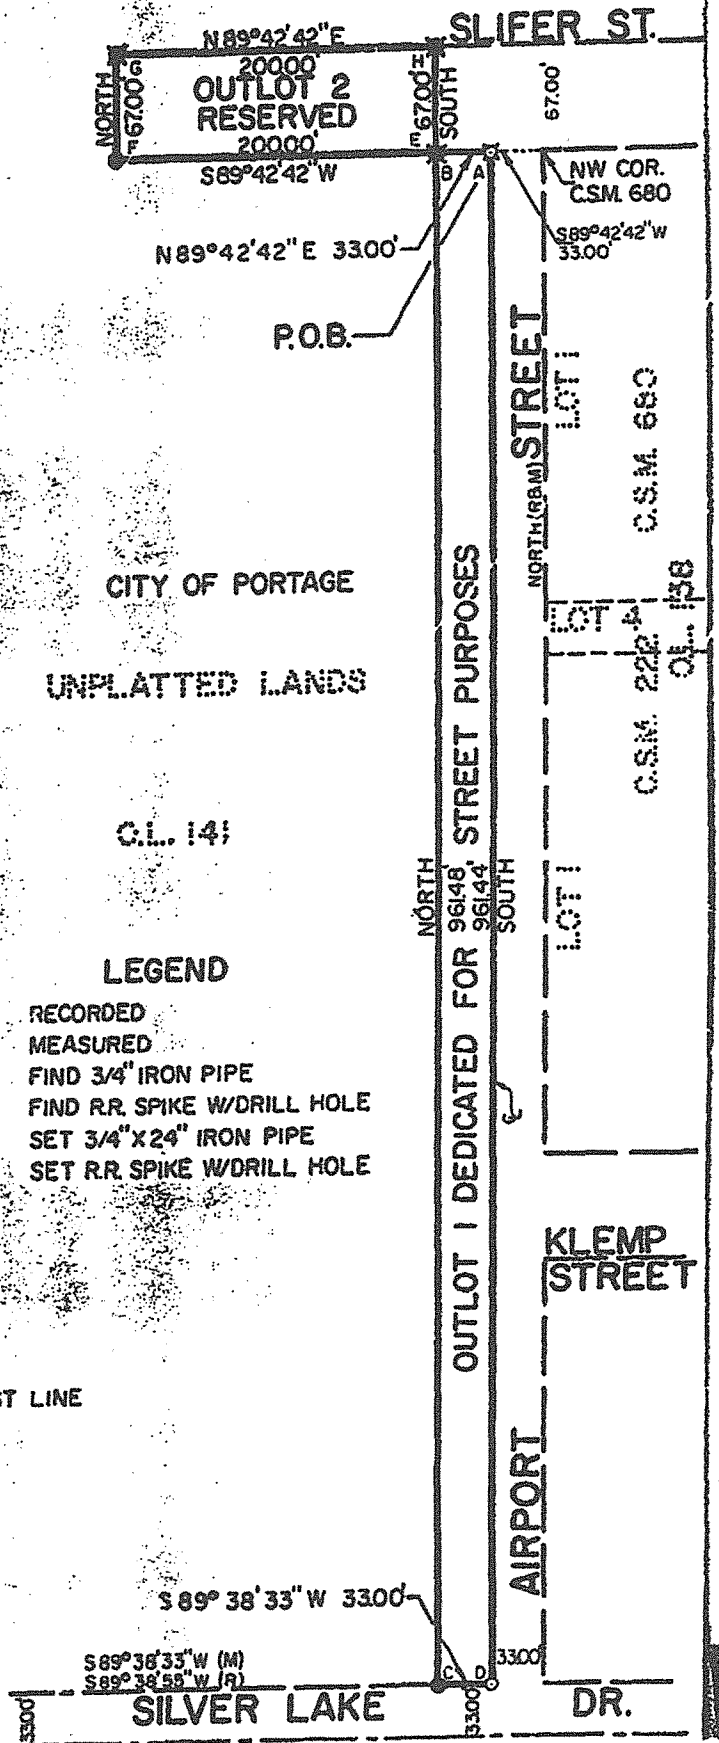 SLIFER ST.
N89°42'42"E
200.00'
G
H
NORTH
67.00'
OUTLOT 2
RESERVED
67.00'
SOUTH
67.00'
200.00'
F
E
S89°42'42"W
B
A
NW COR.
C.S.M. 680
N89°42'42"E 33.00'
S89°42'42"W
33.00'
P.O.B.
STREET
LOT 1
C.S.M. 680
NORTH (R&M)
CITY OF PORTAGE
LOT 4
UNPLATTED LANDS
C.S.M. 222
O.L. 138
O.L. 141
NORTH
961.48'
961.44'
SOUTH
LOT 1
OUTLOT 1 DEDICATED FOR STREET PURPOSES
LEGEND
RECORDED
MEASURED
FIND 3/4" IRON PIPE
FIND R.R. SPIKE W/DRILL HOLE
SET 3/4"X24" IRON PIPE
SET R.R. SPIKE W/DRILL HOLE
KLEMP
STREET
ST LINE
AIRPORT
S89°38'33"W 33.00'
S89°38'33"W (M)
S89°38'55"W (R)
C
D
33.00'
33.00'
SILVER LAKE
33.00'
DR.